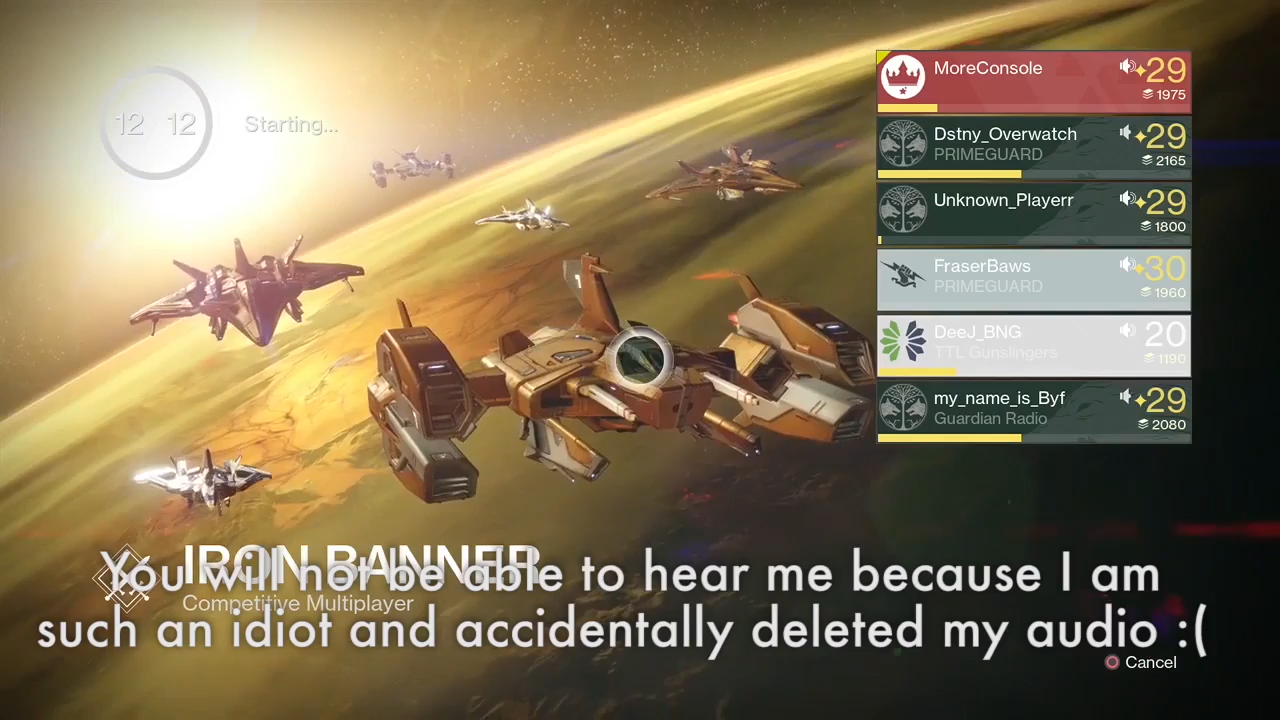 12 12
Starting...
MoreConsole
29
1975
Dstny_Overwatch
29
PRIMEGUARD
2165
Unknown_Playerr
29
1800
FraserBaws
30
PRIMEGUARD
1960
DeeJ_BNG
20
TTL Gunslingers
1190
my_name_is_Byf
29
Guardian Radio
2080
IRON BANNER
Competitive Multiplayer
You will not be able to hear me because I am
such an idiot and accidentally deleted my audio :(
Cancel